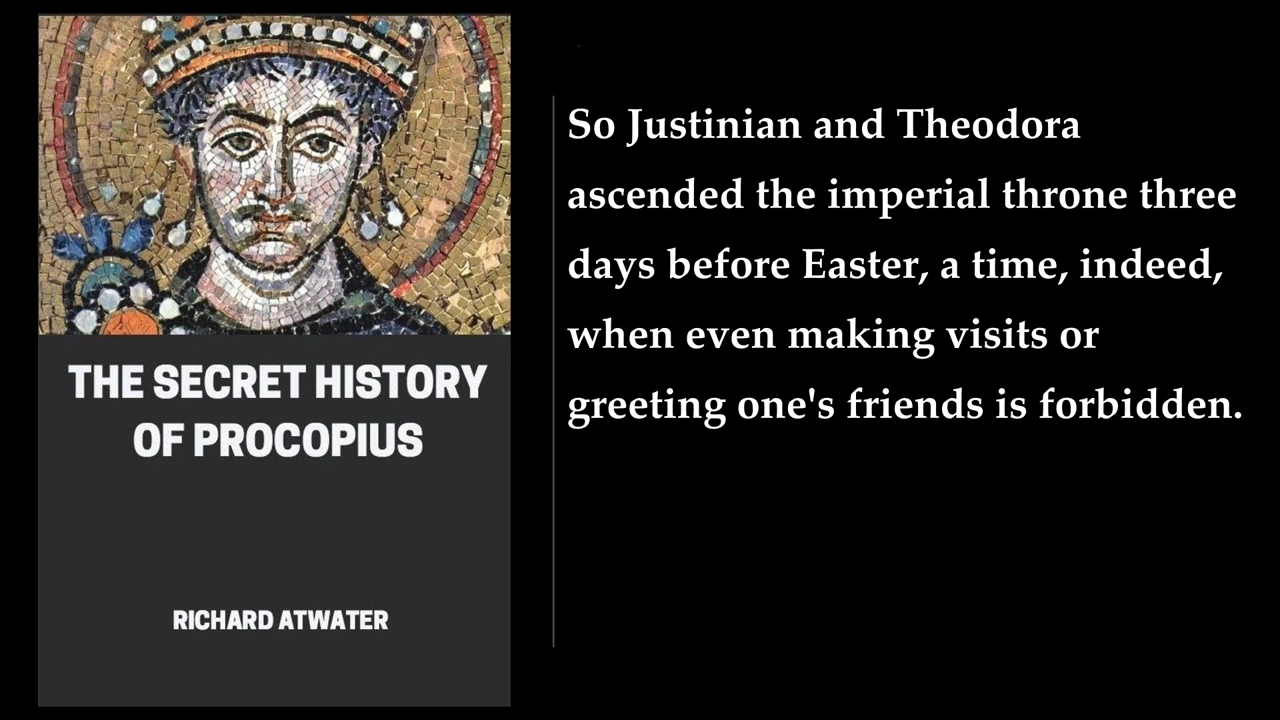 THE SECRET HISTORY
OF PROCOPIUS
RICHARD ATWATER
So Justinian and Theodora
ascended the imperial throne three
days before Easter, a time, indeed,
when even making visits or
greeting one's friends is forbidden.